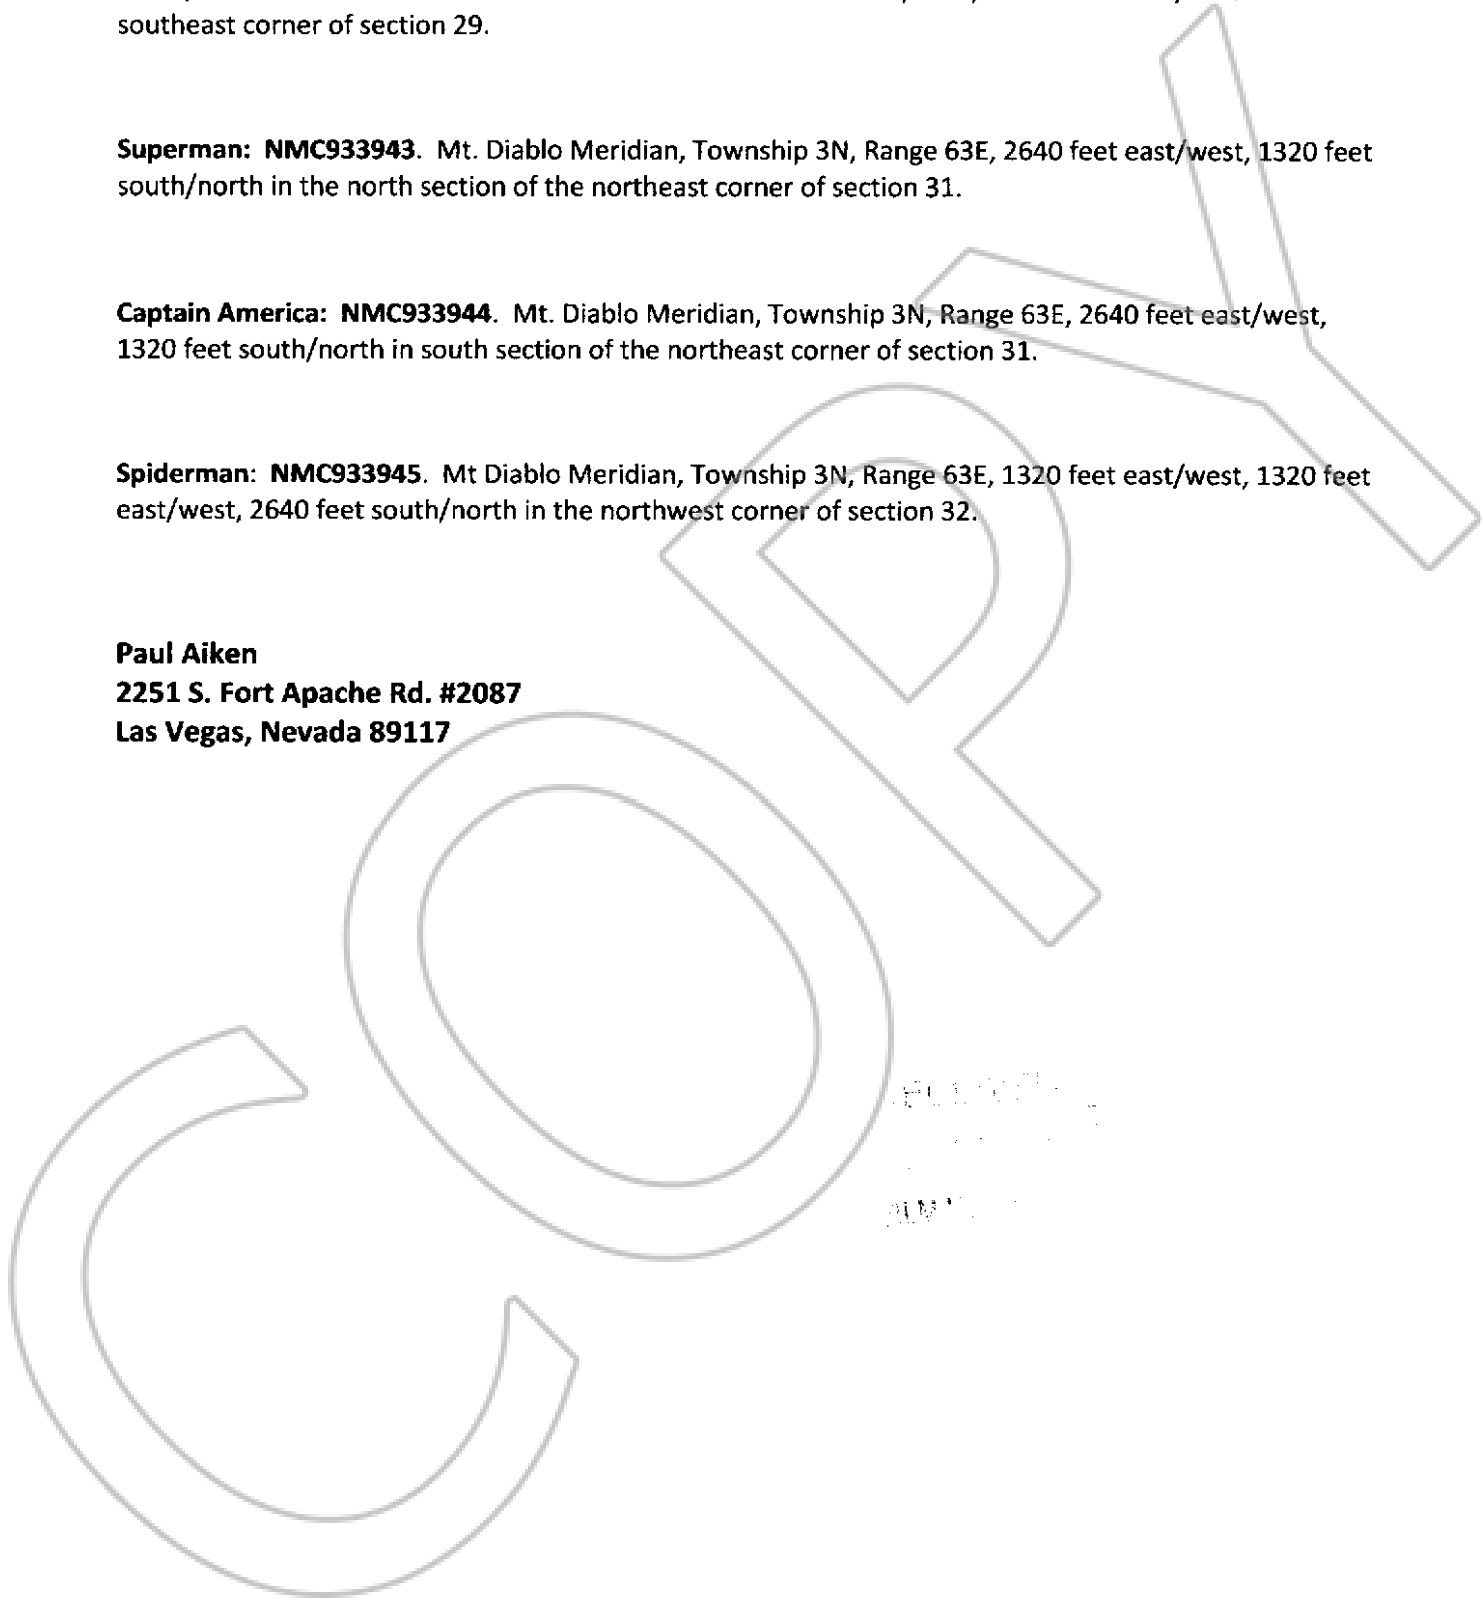 southeast corner of section 29.
Superman: NMC933943. Mt. Diablo Meridian, Township 3N, Range 63E, 2640 feet east/west, 1320 feet
south/north in the north section of the northeast corner of section 31.
Captain America: NMC933944. Mt. Diablo Meridian, Township 3N, Range 63E, 2640 feet east/west,
1320 feet south/north in south section of the northeast corner of section 31.
Spiderman: NMC933945. Mt Diablo Meridian, Township 3N, Range 63E, 1320 feet east/west, 1320 feet
east/west, 2640 feet south/north in the northwest corner of section 32.
Paul Aiken
2251 S. Fort Apache Rd. #2087
Las Vegas, Nevada 89117
COPY